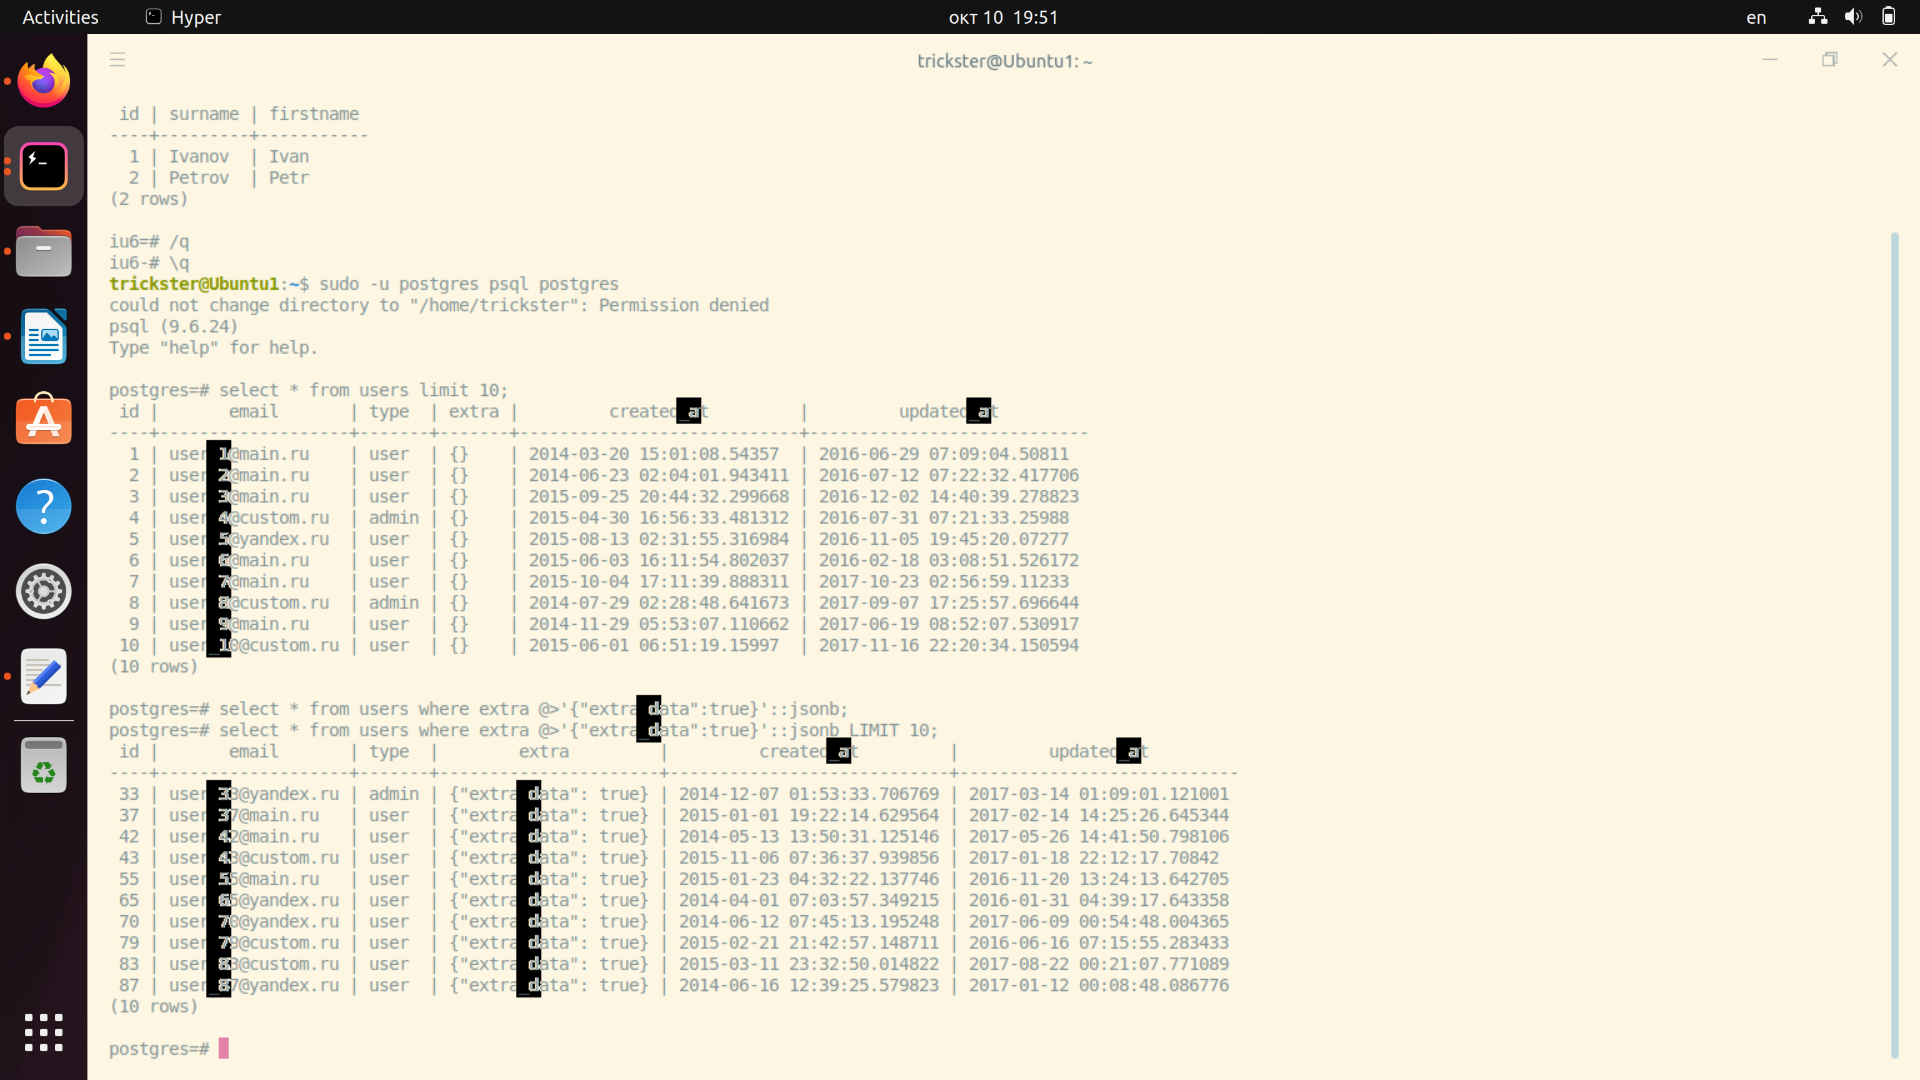 Activities Hyper окт 10 19:51 en
trickster@Ubuntu1: ~
 id | surname | firstname
----+---------+-----------
  1 | Ivanov  | Ivan
  2 | Petrov  | Petr
(2 rows)
iu6=# /q
iu6-# \q
trickster@Ubuntu1:~$ sudo -u postgres psql postgres
could not change directory to "/home/trickster": Permission denied
psql (9.6.24)
Type "help" for help.
postgres=# select * from users limit 10;
 id |       email       | type  | extra |         created_at         |         updated_at
----+-------------------+-------+-------+----------------------------+----------------------------
  1 | user_1@main.ru    | user  | {}    | 2014-03-20 15:01:08.54357  | 2016-06-29 07:09:04.50811
  2 | user_2@main.ru    | user  | {}    | 2014-06-23 02:04:01.943411 | 2016-07-12 07:22:32.417706
  3 | user_3@main.ru    | user  | {}    | 2015-09-25 20:44:32.299668 | 2016-12-02 14:40:39.278823
  4 | user_4@custom.ru  | admin | {}    | 2015-04-30 16:56:33.481312 | 2016-07-31 07:21:33.25988
  5 | user_5@yandex.ru  | user  | {}    | 2015-08-13 02:31:55.316984 | 2016-11-05 19:45:20.07277
  6 | user_6@main.ru    | user  | {}    | 2015-06-03 16:11:54.802037 | 2016-02-18 03:08:51.526172
  7 | user_7@main.ru    | user  | {}    | 2015-10-04 17:11:39.888311 | 2017-10-23 02:56:59.11233
  8 | user_8@custom.ru  | admin | {}    | 2014-07-29 02:28:48.641673 | 2017-09-07 17:25:57.696644
  9 | user_9@main.ru    | user  | {}    | 2014-11-29 05:53:07.110662 | 2017-06-19 08:52:07.530917
 10 | user_10@custom.ru | user  | {}    | 2015-06-01 06:51:19.15997  | 2017-11-16 22:20:34.150594
(10 rows)
postgres=# select * from users where extra @>'{"extra_data":true}'::jsonb;
postgres=# select * from users where extra @>'{"extra_data":true}'::jsonb LIMIT 10;
 id |       email       | type  |        extra         |         created_at         |         updated_at
----+-------------------+-------+----------------------+----------------------------+----------------------------
 33 | user_33@yandex.ru | admin | {"extra_data": true} | 2014-12-07 01:53:33.706769 | 2017-03-14 01:09:01.121001
 37 | user_37@main.ru   | user  | {"extra_data": true} | 2015-01-01 19:22:14.629564 | 2017-02-14 14:25:26.645344
 42 | user_42@main.ru   | user  | {"extra_data": true} | 2014-05-13 13:50:31.125146 | 2017-05-26 14:41:50.798106
 43 | user_43@custom.ru | user  | {"extra_data": true} | 2015-11-06 07:36:37.939856 | 2017-01-18 22:12:17.70842
 55 | user_55@main.ru   | user  | {"extra_data": true} | 2015-01-23 04:32:22.137746 | 2016-11-20 13:24:13.642705
 65 | user_65@yandex.ru | user  | {"extra_data": true} | 2014-04-01 07:03:57.349215 | 2016-01-31 04:39:17.643358
 70 | user_70@yandex.ru | user  | {"extra_data": true} | 2014-06-12 07:45:13.195248 | 2017-06-09 00:54:48.004365
 79 | user_79@custom.ru | user  | {"extra_data": true} | 2015-02-21 21:42:57.148711 | 2016-06-16 07:15:55.283433
 83 | user_83@custom.ru | user  | {"extra_data": true} | 2015-03-11 23:32:50.014822 | 2017-08-22 00:21:07.771089
 87 | user_87@yandex.ru | user  | {"extra_data": true} | 2014-06-16 12:39:25.579823 | 2017-01-12 00:08:48.086776
(10 rows)
postgres=#